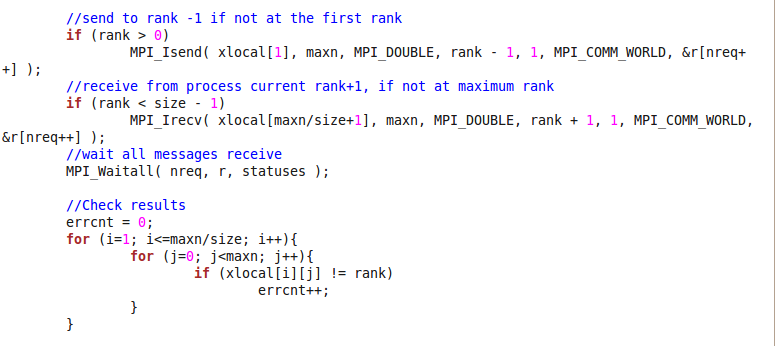 //send to rank -1 if not at the first rank
if (rank > 0)
MPI_Isend( xlocal[1], maxn, MPI_DOUBLE, rank - 1, 1, MPI_COMM_WORLD, &r[nreq+
+] );
//receive from process current rank+1, if not at maximum rank
if (rank < size - 1)
MPI_Irecv( xlocal[maxn/size+1], maxn, MPI_DOUBLE, rank + 1, 1, MPI_COMM_WORLD,
&r[nreq++] );
//wait all messages receive
MPI_Waitall( nreq, r, statuses );
//Check results
errcnt = 0;
for (i=1; i<=maxn/size; i++){
for (j=0; j<maxn; j++){
if (xlocal[i][j] != rank)
errcnt++;
}
}